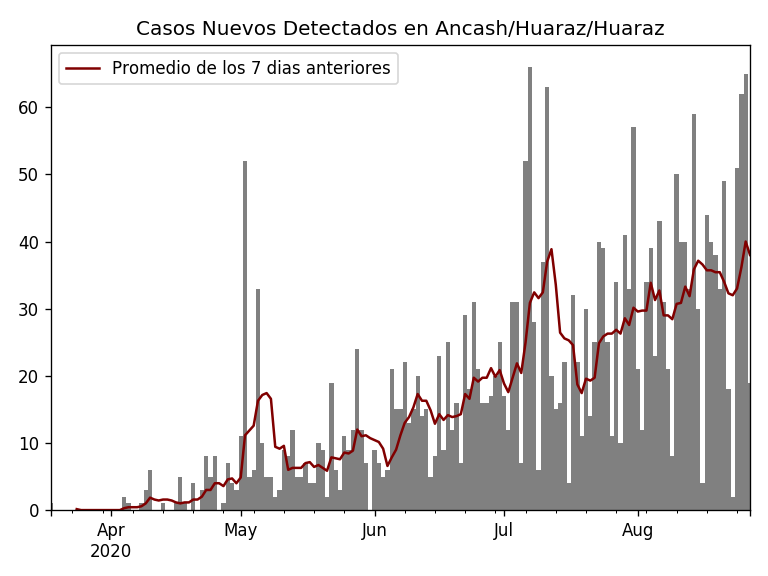 Casos Nuevos Detectados en Ancash/Huaraz/Huaraz
Promedio de los 7 dias anteriores
60
50
40
30
20
10
0
Apr
2020
May
Jun
Jul
Aug